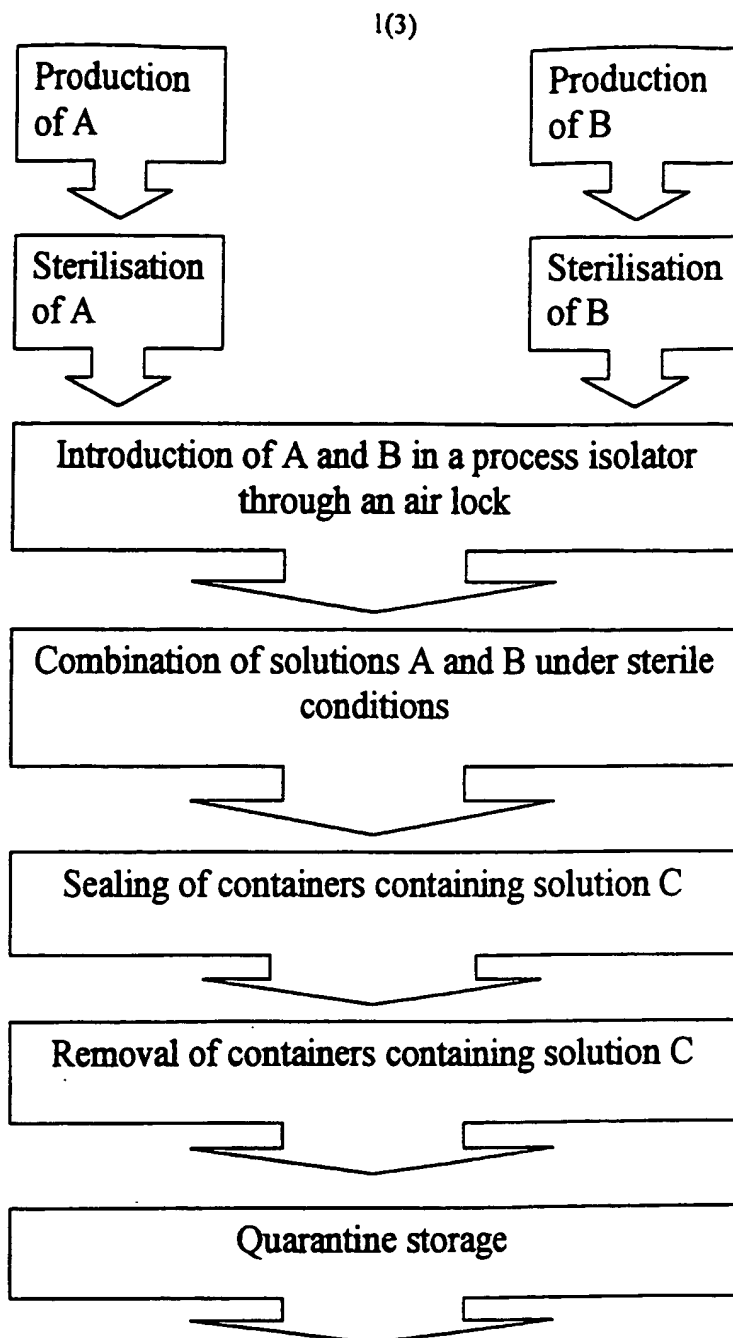 1(3)
Production
of A
Production
of B
Sterilisation
of A
Sterilisation
of B
Introduction of A and B in a process isolator
through an air lock
Combination of solutions A and B under sterile
conditions
Sealing of containers containing solution C
Removal of containers containing solution C
Quarantine storage